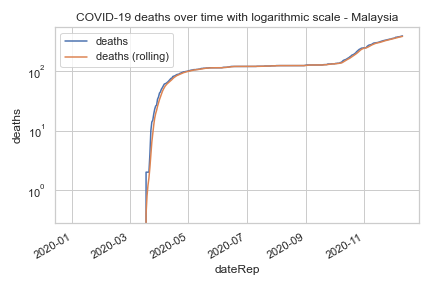 COVID-19 deaths over time with logarithmic scale - Malaysia
deaths
deaths (rolling)
10²
10¹
10⁰
deaths
2020-01
2020-03
2020-05
2020-07
2020-09
2020-11
dateRep